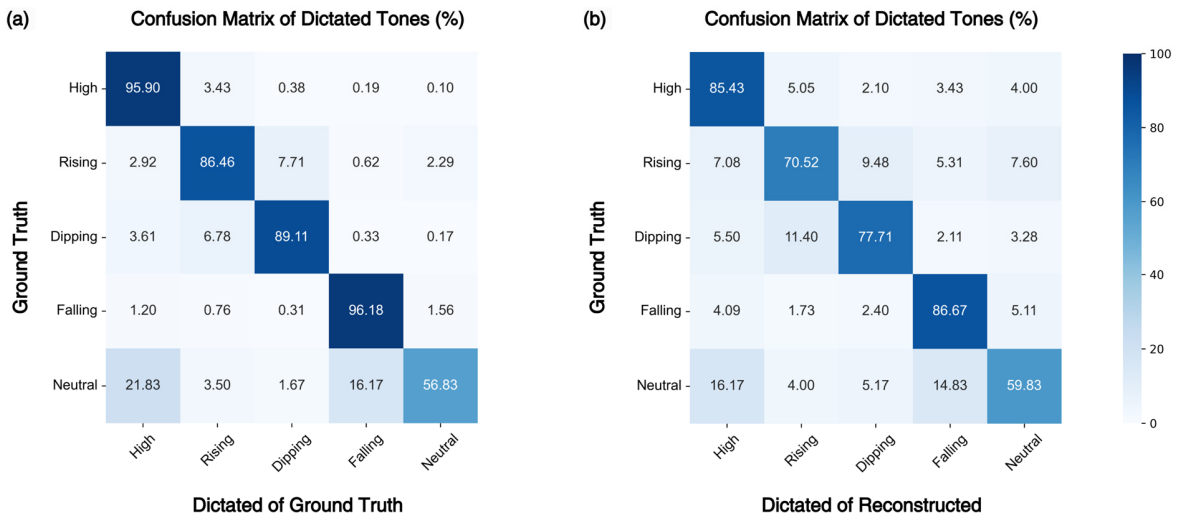 (a) Confusion Matrix of Dictated Tones (%)
Ground Truth
High 95.90 3.43 0.38 0.19 0.10
Rising 2.92 86.46 7.71 0.62 2.29
Dipping 3.61 6.78 89.11 0.33 0.17
Falling 1.20 0.76 0.31 96.18 1.56
Neutral 21.83 3.50 1.67 16.17 56.83
High Rising Dipping Falling Neutral
Dictated of Ground Truth
(b) Confusion Matrix of Dictated Tones (%)
Ground Truth
High 85.43 5.05 2.10 3.43 4.00
Rising 7.08 70.52 9.48 5.31 7.60
Dipping 5.50 11.40 77.71 2.11 3.28
Falling 4.09 1.73 2.40 86.67 5.11
Neutral 16.17 4.00 5.17 14.83 59.83
High Rising Dipping Falling Neutral
Dictated of Reconstructed
100
80
60
40
20
0